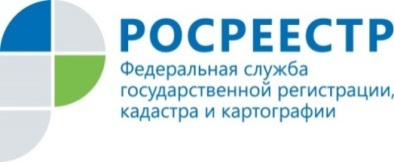 РОСРЕЕСТР
Федеральная служба
государственной регистрации,
кадастра и картографии